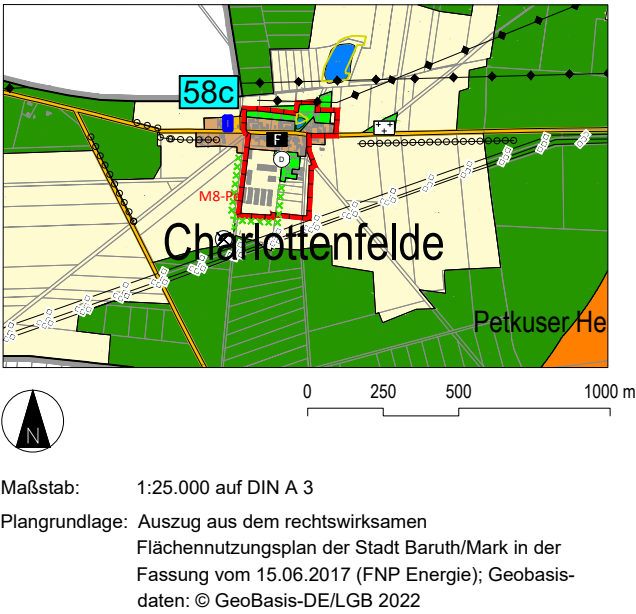 58c
F
D
M8-P
Charlottenfelde
Petkuser He
0 250 500 1000 m
N
Maßstab: 1:25.000 auf DIN A 3
Plangrundlage: Auszug aus dem rechtswirksamen
Flächennutzungsplan der Stadt Baruth/Mark in der
Fassung vom 15.06.2017 (FNP Energie); Geobasis-
daten: © GeoBasis-DE/LGB 2022